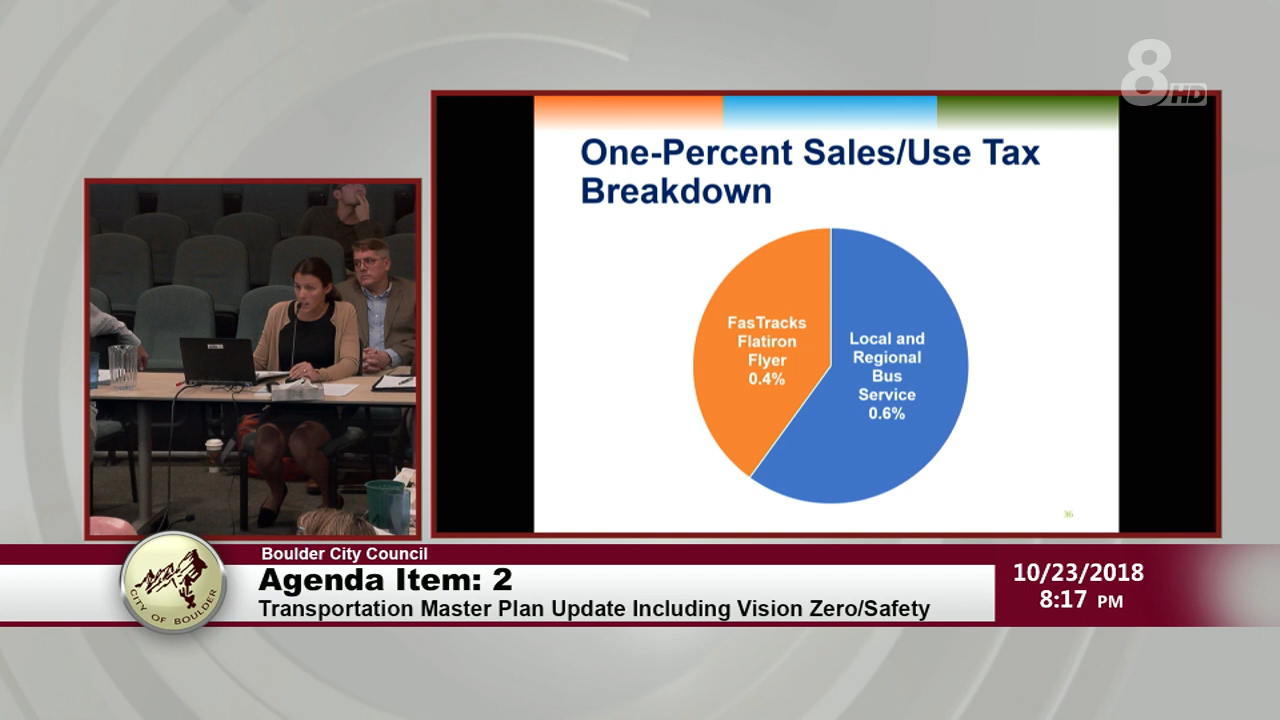 8
HD
One-Percent Sales/Use Tax
Breakdown
FasTracks
Flatiron
Flyer
0.4%
Local and
Regional
Bus
Service
0.6%
36
Boulder City Council
Agenda Item: 2
Transportation Master Plan Update Including Vision Zero/Safety
10/23/2018
8:17 PM
CITY OF BOULDER